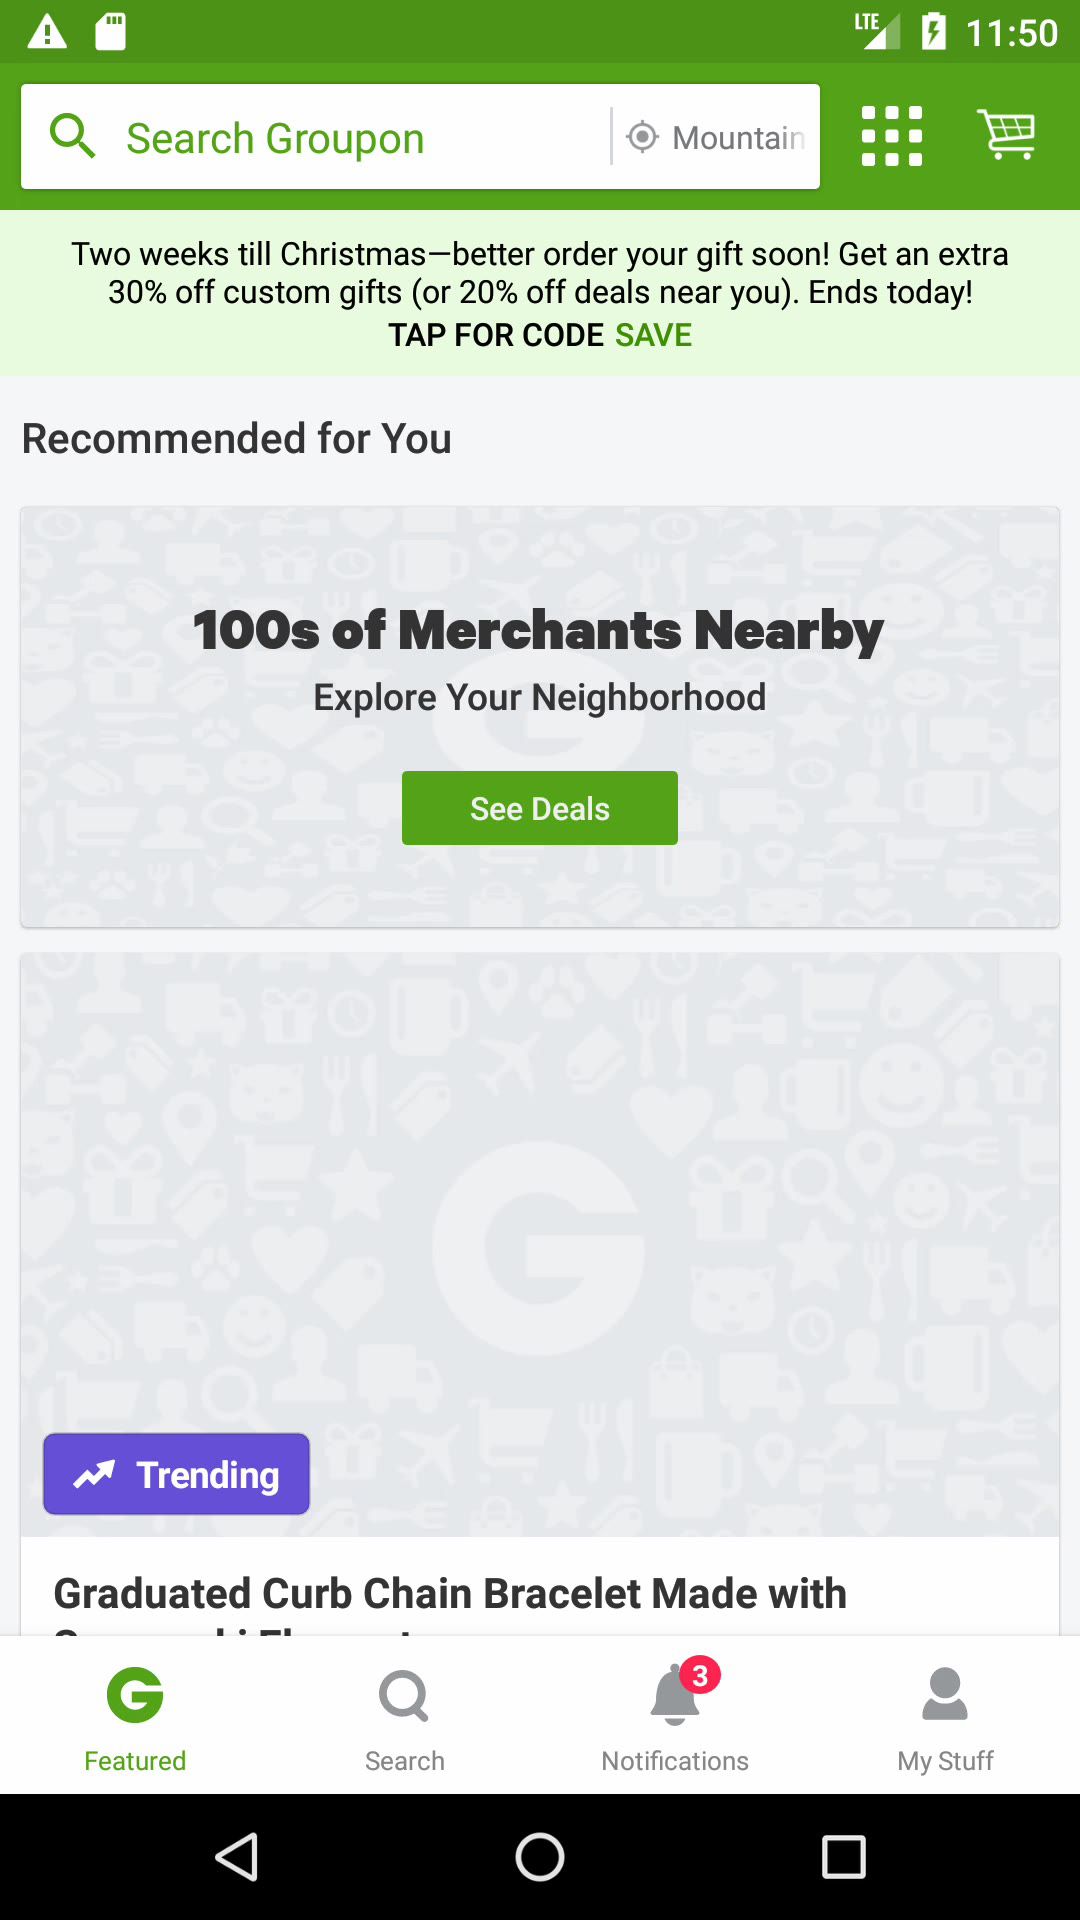 LTE 11:50
Search Groupon Mountain
Two weeks till Christmas—better order your gift soon! Get an extra
30% off custom gifts (or 20% off deals near you). Ends today!
TAP FOR CODE SAVE
Recommended for You
100s of Merchants Nearby
Explore Your Neighborhood
See Deals
G
Trending
Graduated Curb Chain Bracelet Made with
G
3
Featured Search Notifications My Stuff